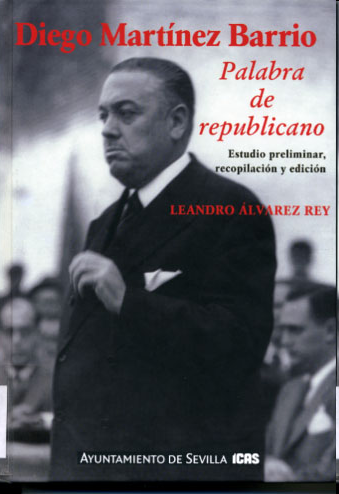 Diego Martínez Barrio
Palabra
de
republicano
Estudio preliminar,
recopilación y edición
LEANDRO ÁLVAREZ REY
AYUNTAMIENTO DE SEVILLA ICAS